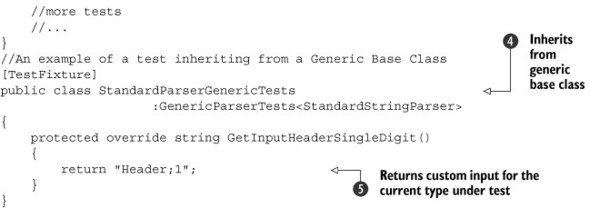 //more tests
//...
}
//An example of a test inheriting from a Generic Base Class
[TestFixture]
public class StandardParserGenericTests
:GenericParserTests<StandardStringParser>
{
protected override string GetInputHeaderSingleDigit()
{
return "Header;1";
}
}
4 Inherits
from
generic
base class
5 Returns custom input for the
current type under test